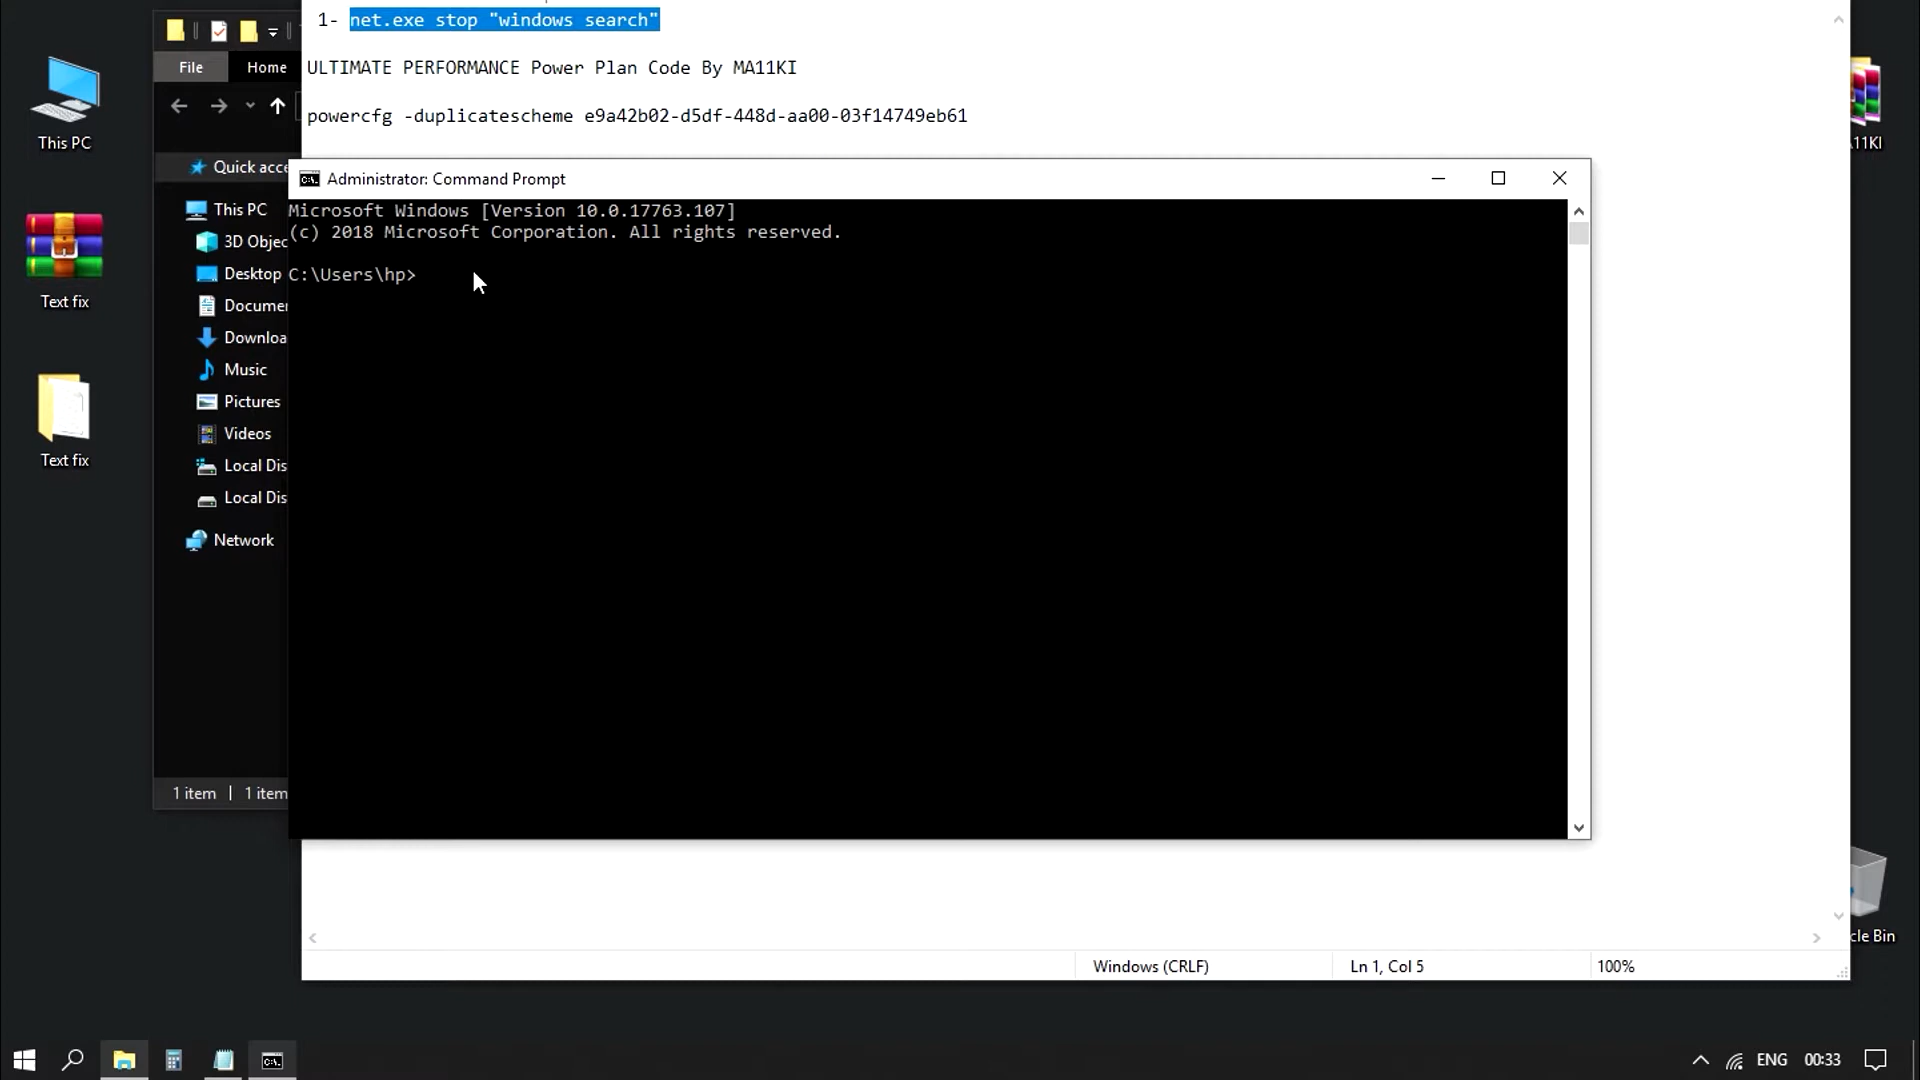 1- net.exe stop "windows search"
ULTIMATE PERFORMANCE Power Plan Code By MA11KI
powercfg -duplicatescheme e9a42b02-d5df-448d-aa00-03f14749eb61
File Home
This PC
Text fix
Text fix
Quick acce
This PC
3D Objec
Desktop
Documen
Downloa
Music
Pictures
Videos
Local Dis
Local Dis
Network
1 item 1 item
Administrator: Command Prompt
Microsoft Windows [Version 10.0.17763.107]
(c) 2018 Microsoft Corporation. All rights reserved.
C:\Users\hp>
11KI
cle Bin
Windows (CRLF) Ln 1, Col 5 100%
ENG 00:33